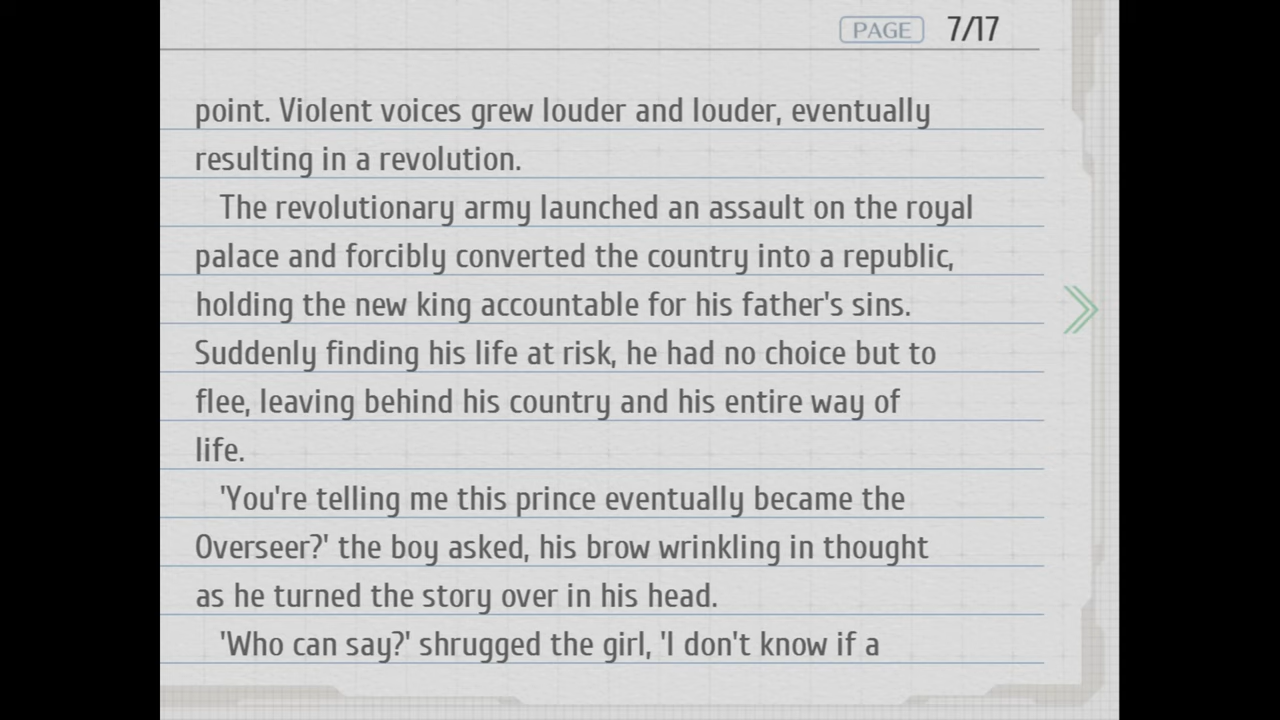 PAGE 7/17
point. Violent voices grew louder and louder, eventually
resulting in a revolution.
The revolutionary army launched an assault on the royal
palace and forcibly converted the country into a republic,
holding the new king accountable for his father's sins.
Suddenly finding his life at risk, he had no choice but to
flee, leaving behind his country and his entire way of
life.
'You're telling me this prince eventually became the
Overseer?' the boy asked, his brow wrinkling in thought
as he turned the story over in his head.
'Who can say?' shrugged the girl, 'I don't know if a